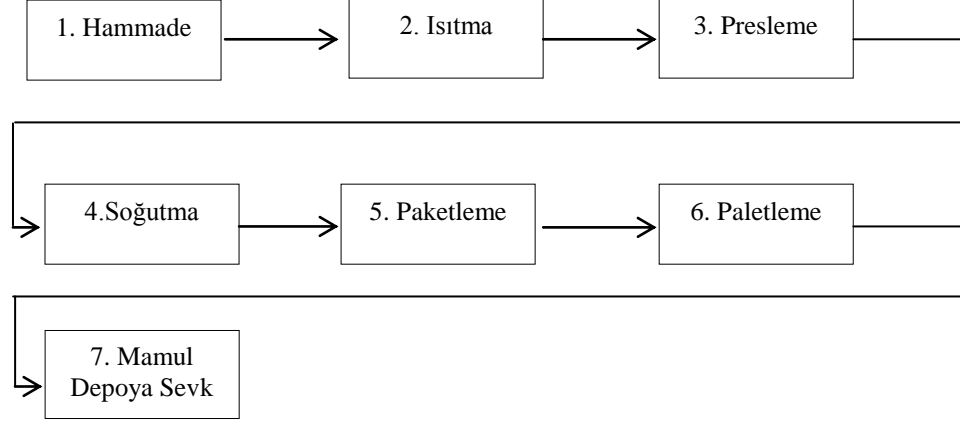 1. Hammade
2. Isıtma
3. Presleme
4.Soğutma
5. Paketleme
6. Paletleme
7. Mamul
Depoya Sevk